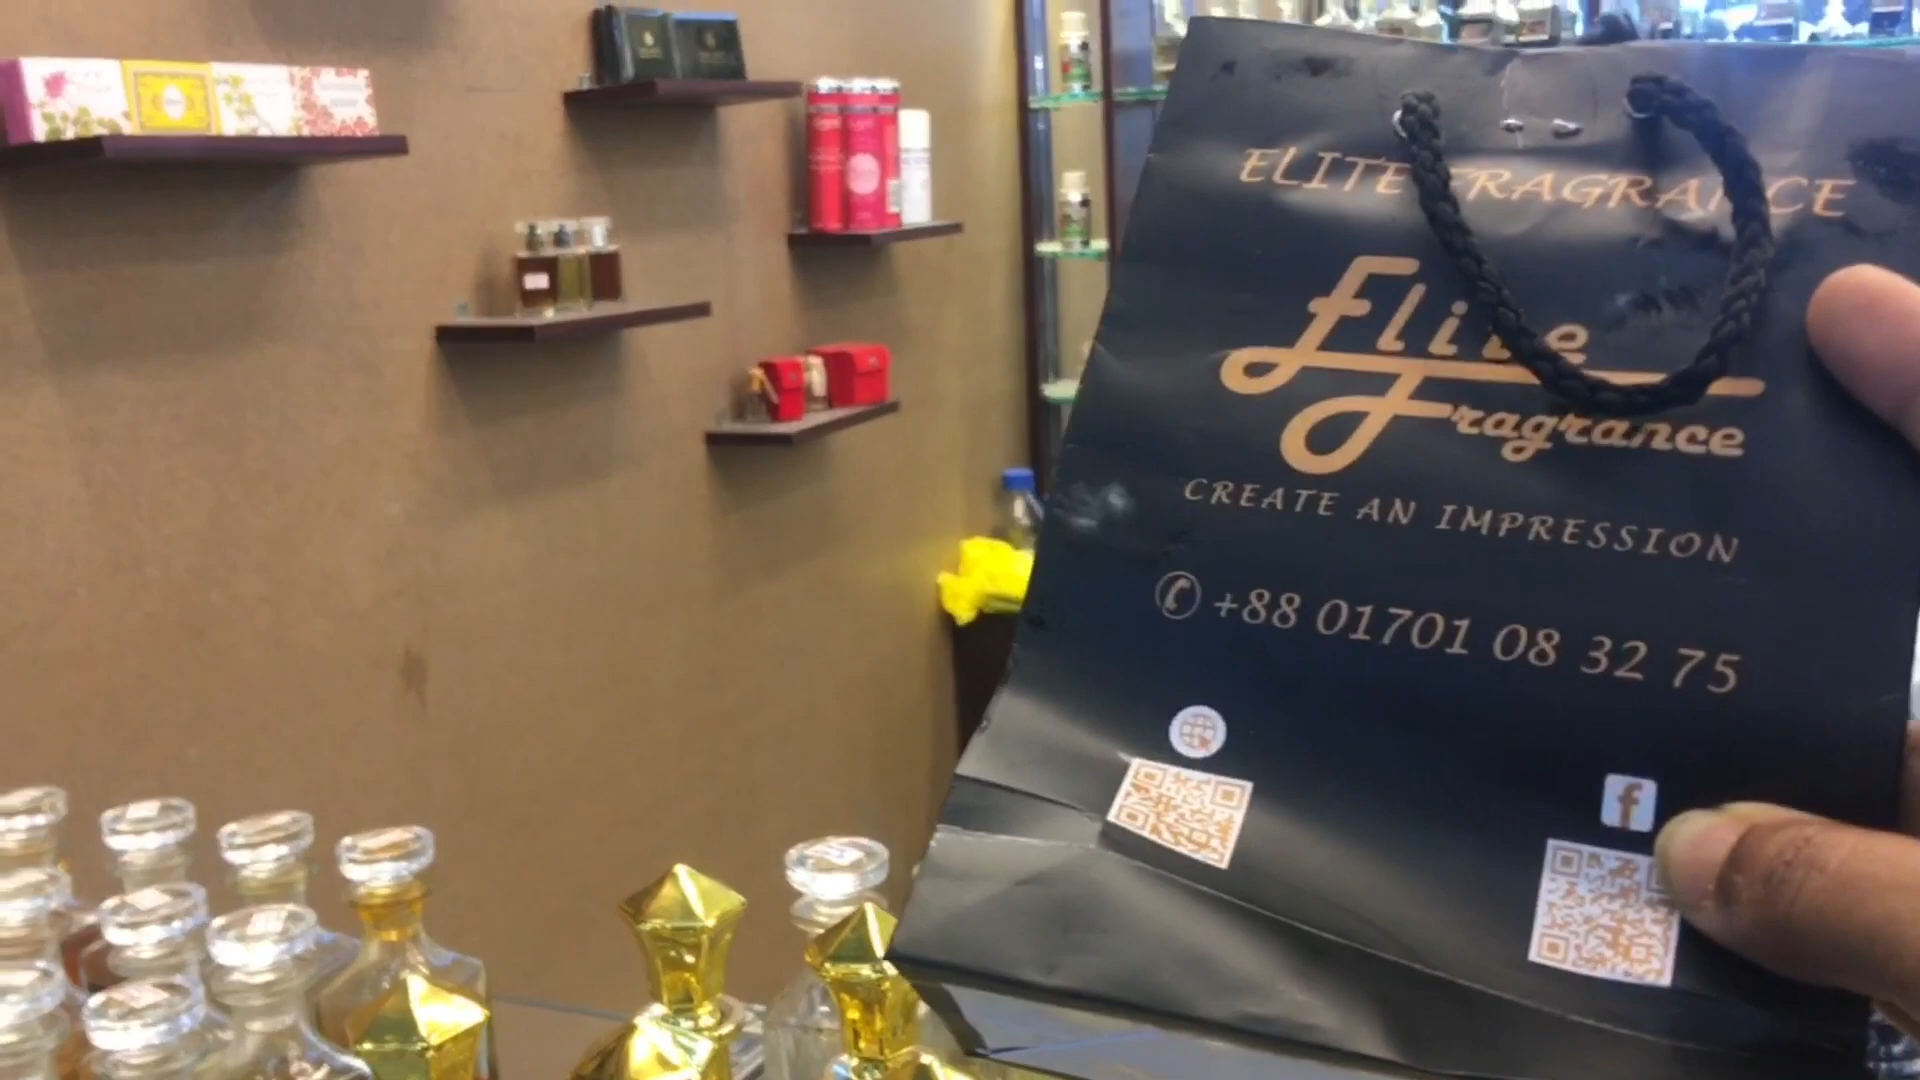 ELITE FRAGRANCE
Elite
Fragrance
CREATE AN IMPRESSION
+88 01701 08 32 75
f